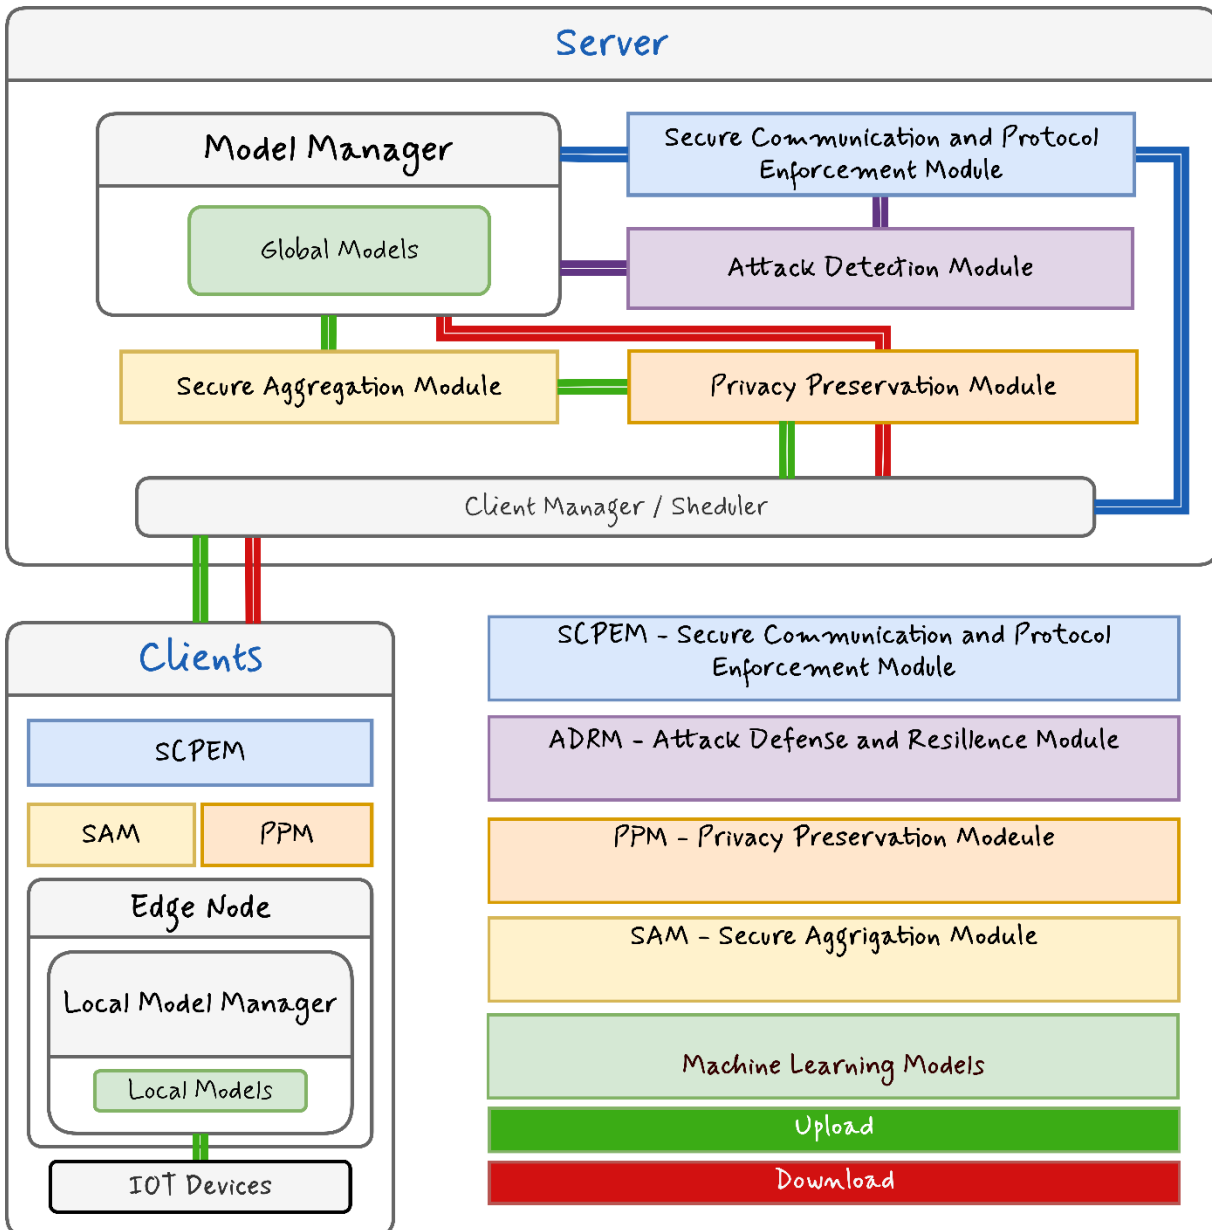 Server
Model Manager
Secure Communication and Protocol
Enforcement Module
Global Models
Attack Detection Module
Secure Aggregation Module
Privacy Preservation Module
Client Manager / Sheduler
Clients
SCPEM
SAM
PPM
Edge Node
Local Model Manager
Local Models
IOT Devices
SCPEM - Secure Communication and Protocol
Enforcement Module
ADRM - Attack Defense and Resillence Module
PPM - Privacy Preservation Modeule
SAM - Secure Aggrigation Module
Machine Learning Models
Upload
Download